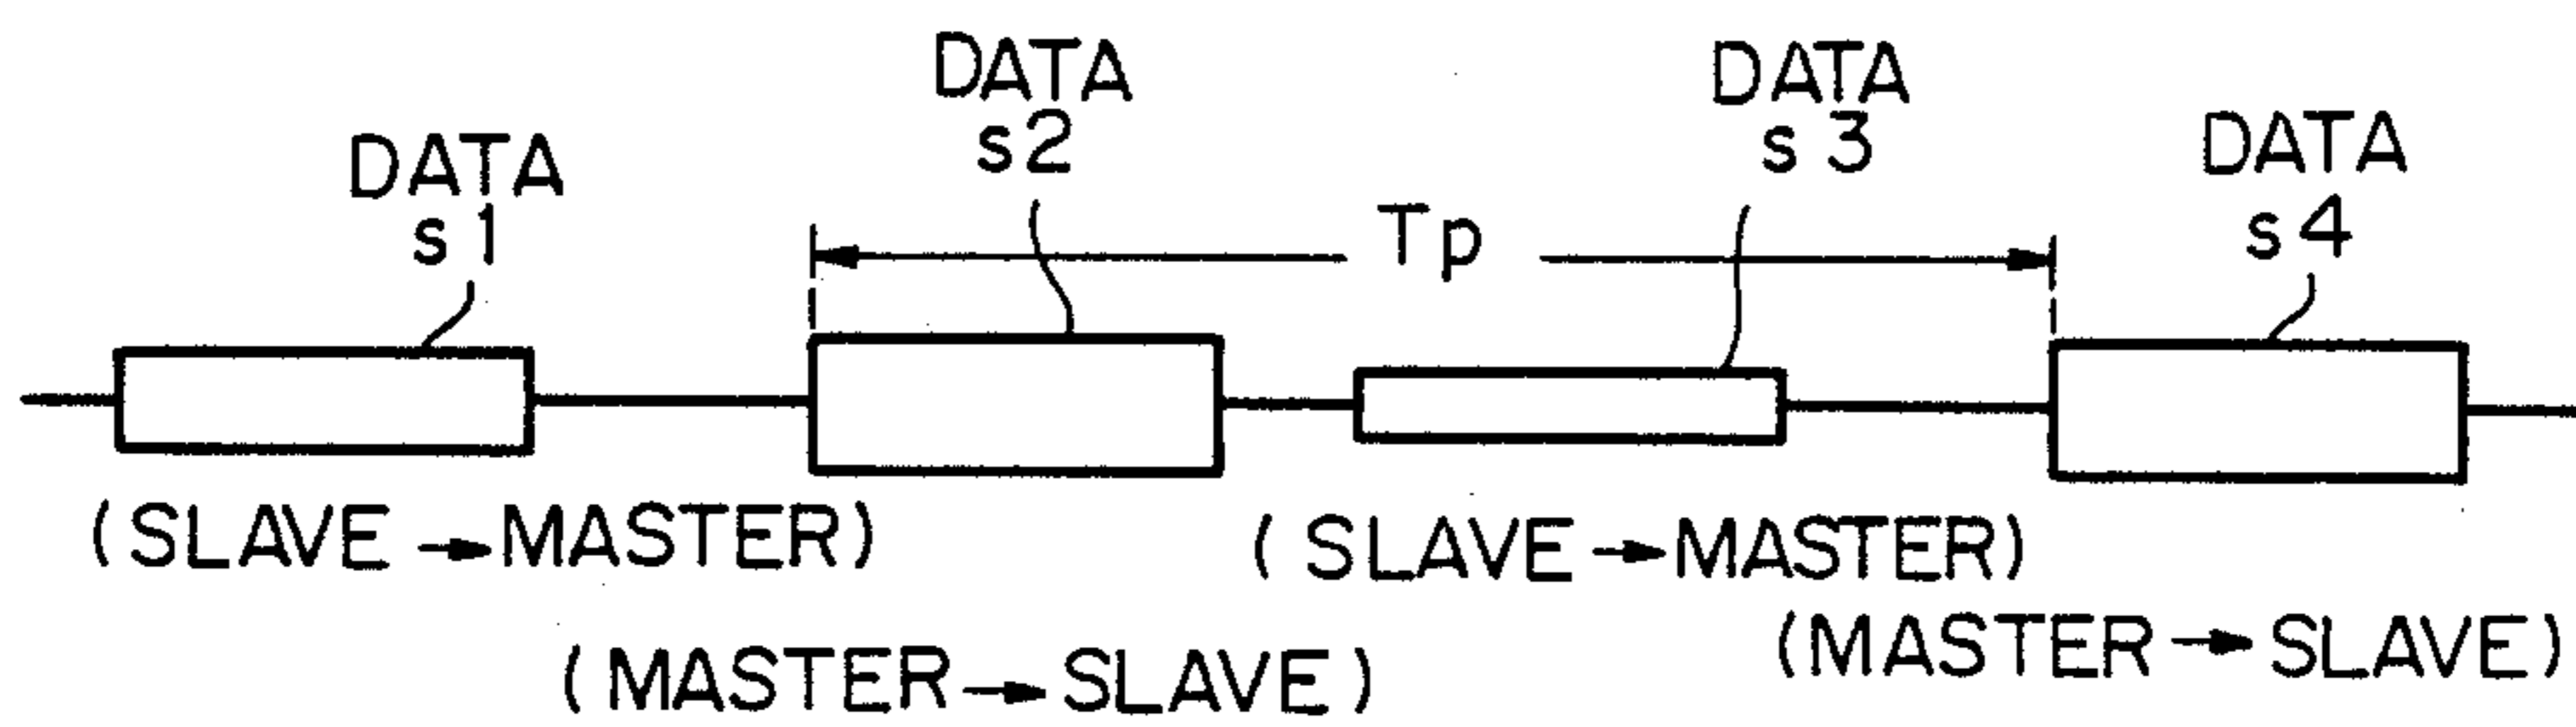 DATA
s1
DATA
s2
Tp
DATA
s3
DATA
s4
(SLAVE→MASTER)
(MASTER→SLAVE)
(SLAVE→MASTER)
(MASTER→SLAVE)